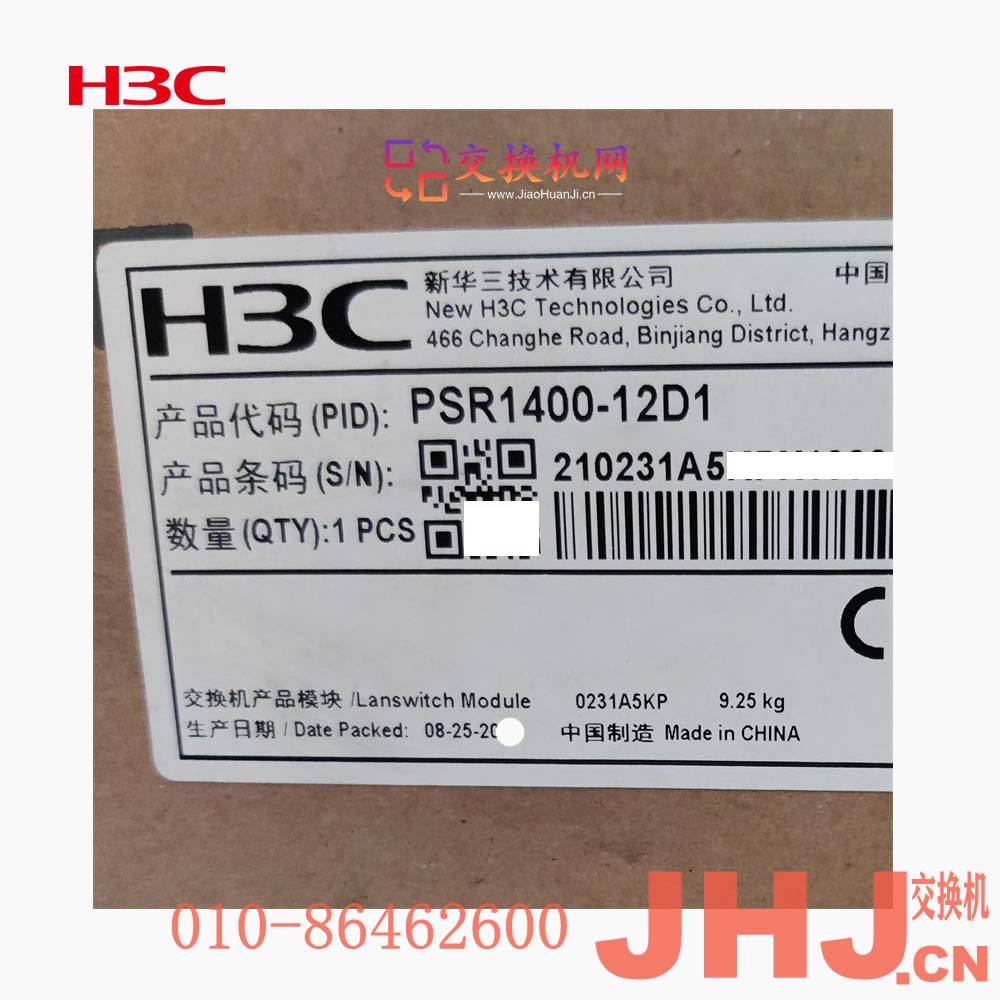 H3C
交换机网
www.JiaoHuanJi.cn
H3C
新华三技术有限公司
中国
New H3C Technologies Co., Ltd.
466 Changhe Road, Binjiang District, Hangz
产品代码(PID): PSR1400-12D1
产品条码(S/N): 210231A5
数量(QTY):1 PCS
交换机产品模块 /Lanswitch Module 0231A5KP 9.25 kg
生产日期 / Date Packed: 08-25-20
中国制造 Made in CHINA
010-86462600
JHJ交换机
.CN